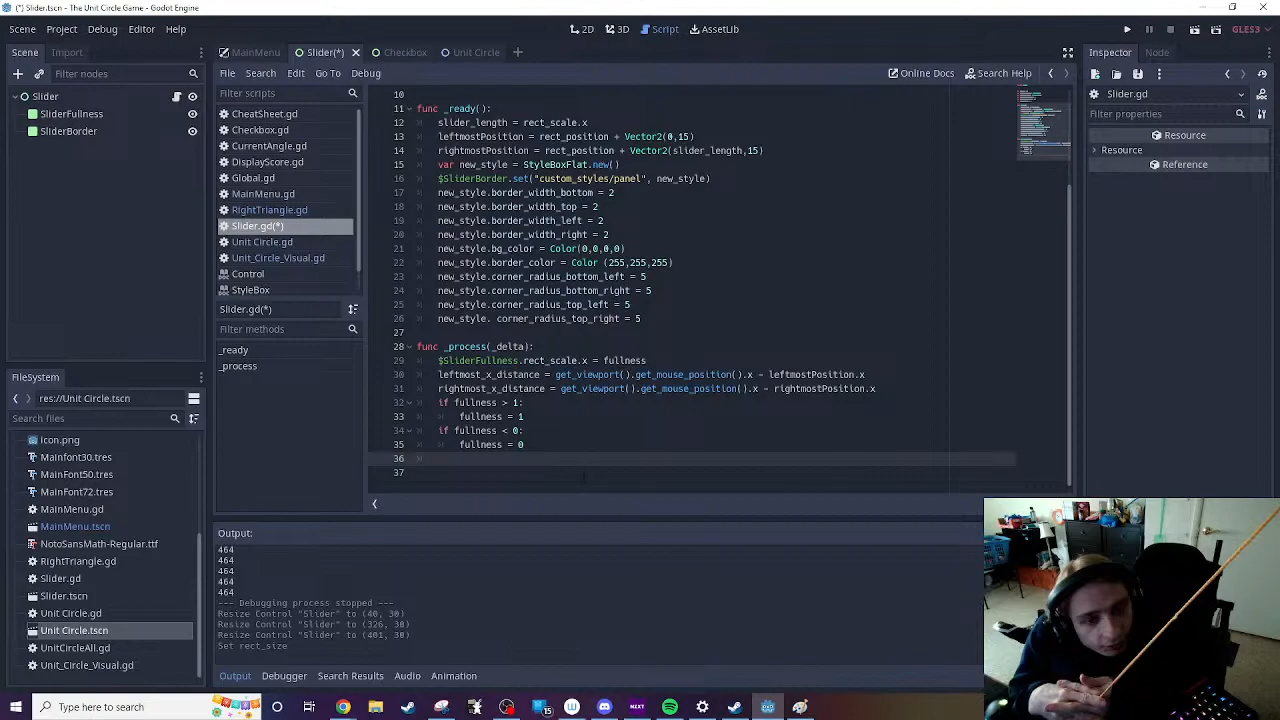 (*) Slider.tscn - The Unit Circle Game - Godot Engine
Scene Project Debug Editor Help
2D 3D Script AssetLib
GLES3
Scene Import
MainMenu Slider(*) Checkbox Unit Circle
Inspector Node
Filter nodes
File Search Edit Go To Debug
Online Docs Search Help
Slider
SliderFullness
SliderBorder
Filter scripts
CheatSheet.gd
Checkbox.gd
CurrentAngle.gd
DisplayScore.gd
Global.gd
MainMenu.gd
RightTriangle.gd
Slider.gd(*)
Unit Circle.gd
Unit_Circle_Visual.gd
Control
StyleBox
Slider.gd(*)
Filter methods
_ready
_process
10
11 func _ready():
12 slider_length = rect_scale.x
13 leftmostPosition = rect_position + Vector2(0,15)
14 rightmostPosition = rect_position + Vector2(slider_length,15)
15 var new_style = StyleBoxFlat.new()
16 $SliderBorder.set("custom_styles/panel", new_style)
17 new_style.border_width_bottom = 2
18 new_style.border_width_top = 2
19 new_style.border_width_left = 2
20 new_style.border_width_right = 2
21 new_style.bg_color = Color(0,0,0,0)
22 new_style.border_color = Color (255,255,255)
23 new_style.corner_radius_bottom_left = 5
24 new_style.corner_radius_bottom_right = 5
25 new_style.corner_radius_top_left = 5
26 new_style. corner_radius_top_right = 5
27
28 func _process(_delta):
29 $SliderFullness.rect_scale.x = fullness
30 leftmost_x_distance = get_viewport().get_mouse_position().x - leftmostPosition.x
31 rightmost_x_distance = get_viewport().get_mouse_position().x - rightmostPosition.x
32 if fullness > 1:
33 fullness = 1
34 if fullness < 0:
35 fullness = 0
36
37
Slider.gd
Filter properties
Resource
Resource
Reference
FileSystem
res://Unit Circle.tscn
Search files
icon.png
Mainfont30.tres
MainFont50.tres
MainFont72.tres
MainMenu.gd
MainMenu.tscn
NotoSansMath-Regular.ttf
RightTriangle.gd
Slider.gd
Slider.tscn
Unit Circle.gd
Unit Circle.tscn
UnitCircleAll.gd
Unit_Circle_Visual.gd
Output:
464
464
464
464
464
--- Debugging process stopped ---
Resize Control "Slider" to (40, 30)
Resize Control "Slider" to (326, 30)
Resize Control "Slider" to (401, 30)
Set rect_size
Output Debugger Search Results Audio Animation
Type here to search
15
NXT